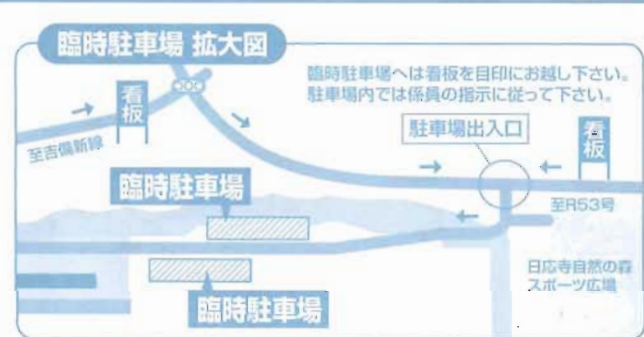 臨時駐車場 拡大図
臨時駐車場へは看板を目印にお越し下さい。
駐車場内では係員の指示に従って下さい。
看板
駐車場出入口
看板
至吉備新線
臨時駐車場
至R53号
日応寺自然の森
スポーツ広場
臨時駐車場